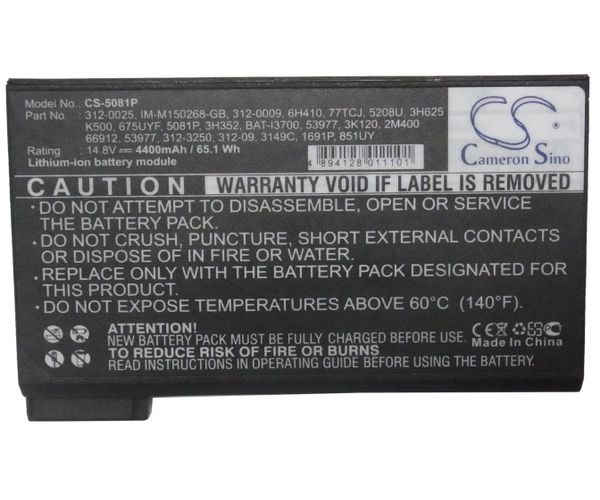 Model No. : CS-5081P
Part No. : 312-0025, IM-M150268-GB, 312-0009, 6H410, 77TCJ, 5208U, 3H625
K500, 675UYF, 5081P, 3H352, BAT-I3700, 53977, 3K120, 2M400
66912, 53977, 312-3250, 312-09-, 3149C, 1691P, 851UY
Rating : 14.8V ⎓ 4400mAh / 65.1 Wh
Lithium-ion battery module
4 894128 011101
CS
Cameron Sino
CAUTION WARRANTY VOID IF LABEL REMOVED
•DO NOT ATTEMPT TO DISASSEMBLE, OPEN OR SERVICE
THE BATTERY PACK.
•DO NOT CRUSH, PUNCTURE, SHORT EXTERNAL CONTACTS
OR DISPOSE OF IN FIRE OR WATER.
•REPLACE ONLY WITH THE BATTERY PACK DESIGNATED FOR
THIS PRODUCT.
•DO NOT EXPOSE TEMPERATURES ABOVE 60°C (140°F).
ATTENTION!
NEW BATTERY PACK MUST BE FULLY CHARGED BEFORE USE
TO REDUCE RISK OF FIRE OR BURNS
READ INSTRUCTIONS IN OPERATING GUIDE BEFORE CHARGING
CE
Made In China